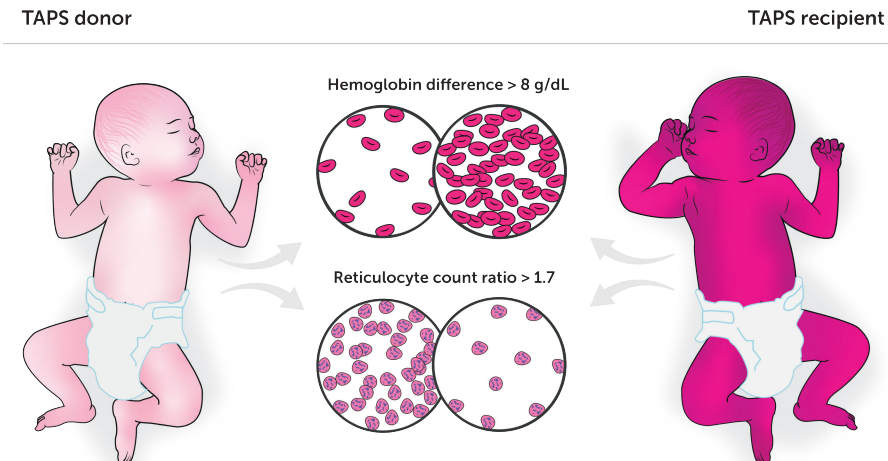 TAPS donor
TAPS recipient
Hemoglobin difference > 8 g/dL
Reticulocyte count ratio > 1.7